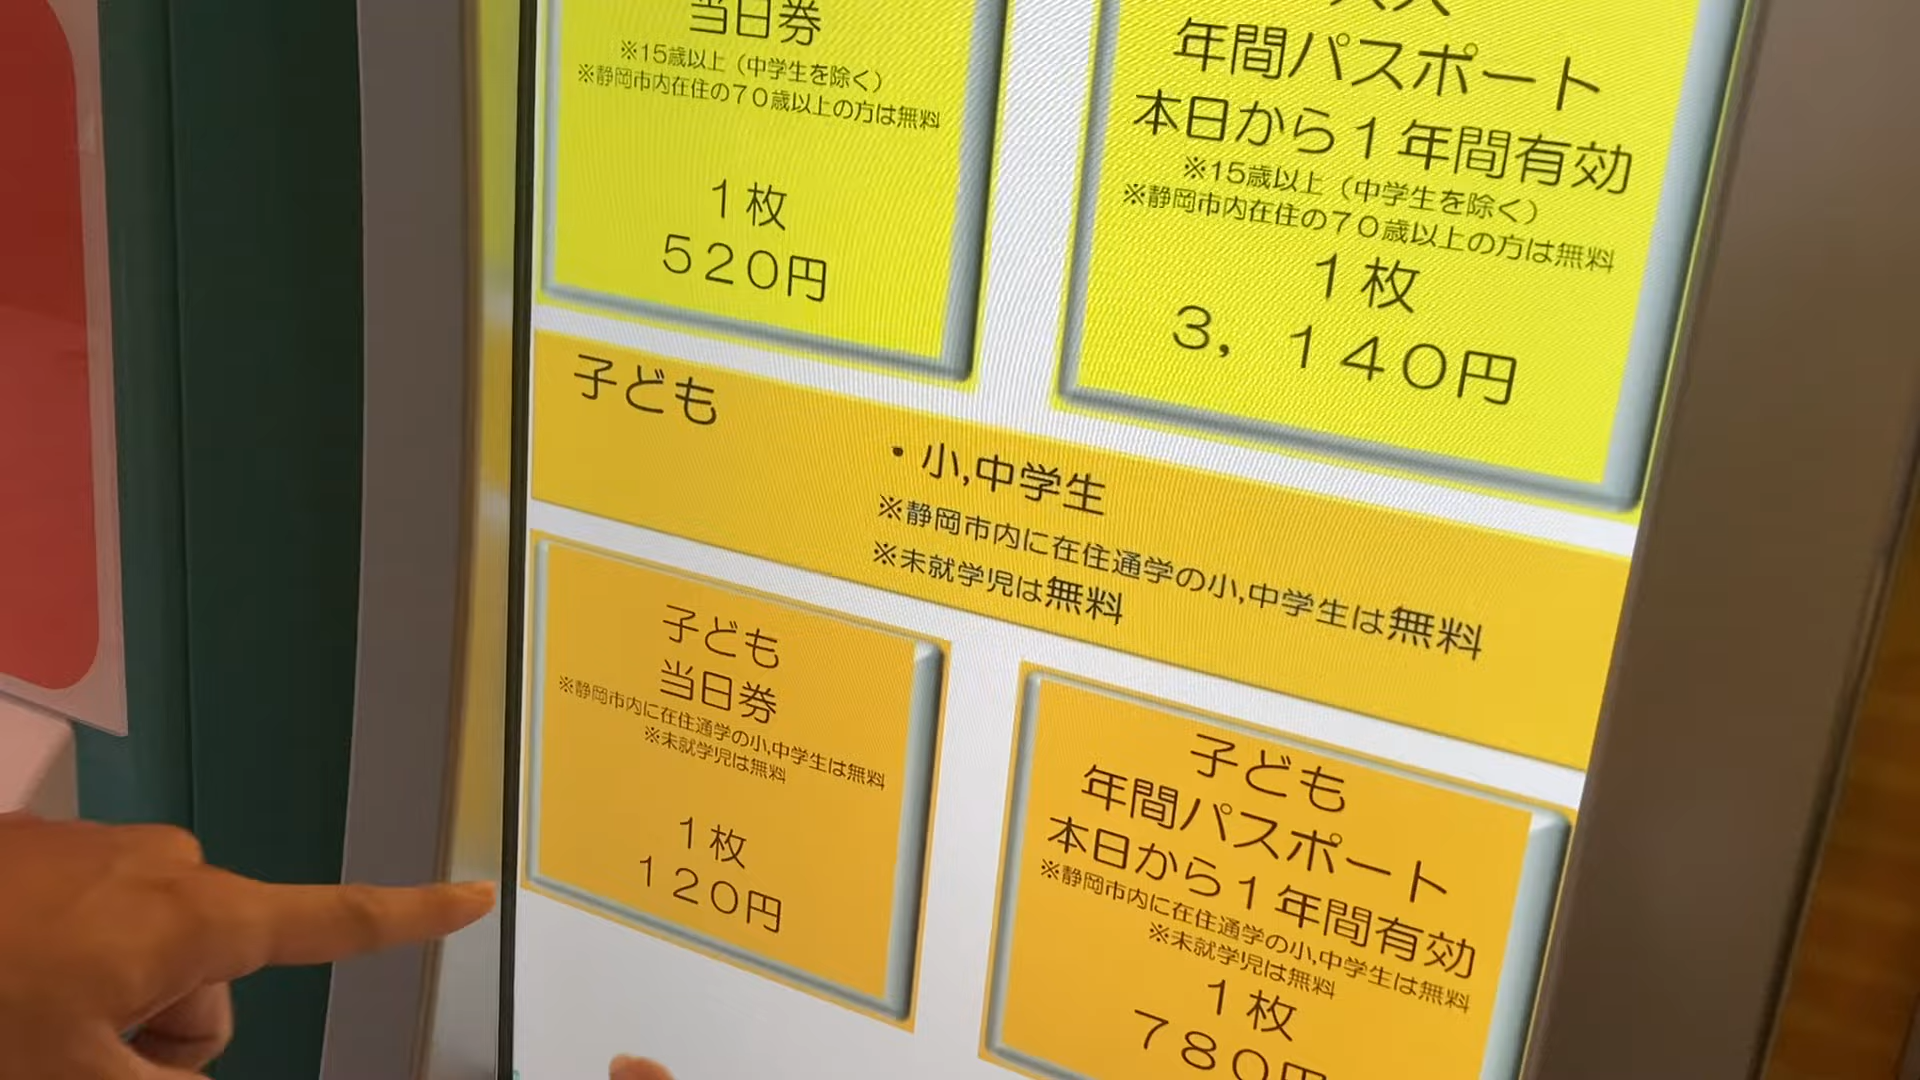 当日券
※15歳以上（中学生を除く）
※静岡市内在住の７０歳以上の方は無料
１枚
５２０円
年間パスポート
本日から１年間有効
※15歳以上（中学生を除く）
※静岡市内在住の７０歳以上の方は無料
１枚
３，１４０円
子ども
・小,中学生
※静岡市内に在住通学の小,中学生は無料
※未就学児は無料
子ども
当日券
※静岡市内に在住通学の小,中学生は無料
※未就学児は無料
１枚
１２０円
子ども
年間パスポート
本日から１年間有効
※静岡市内に在住通学の小,中学生は無料
※未就学児は無料
１枚
７８０円